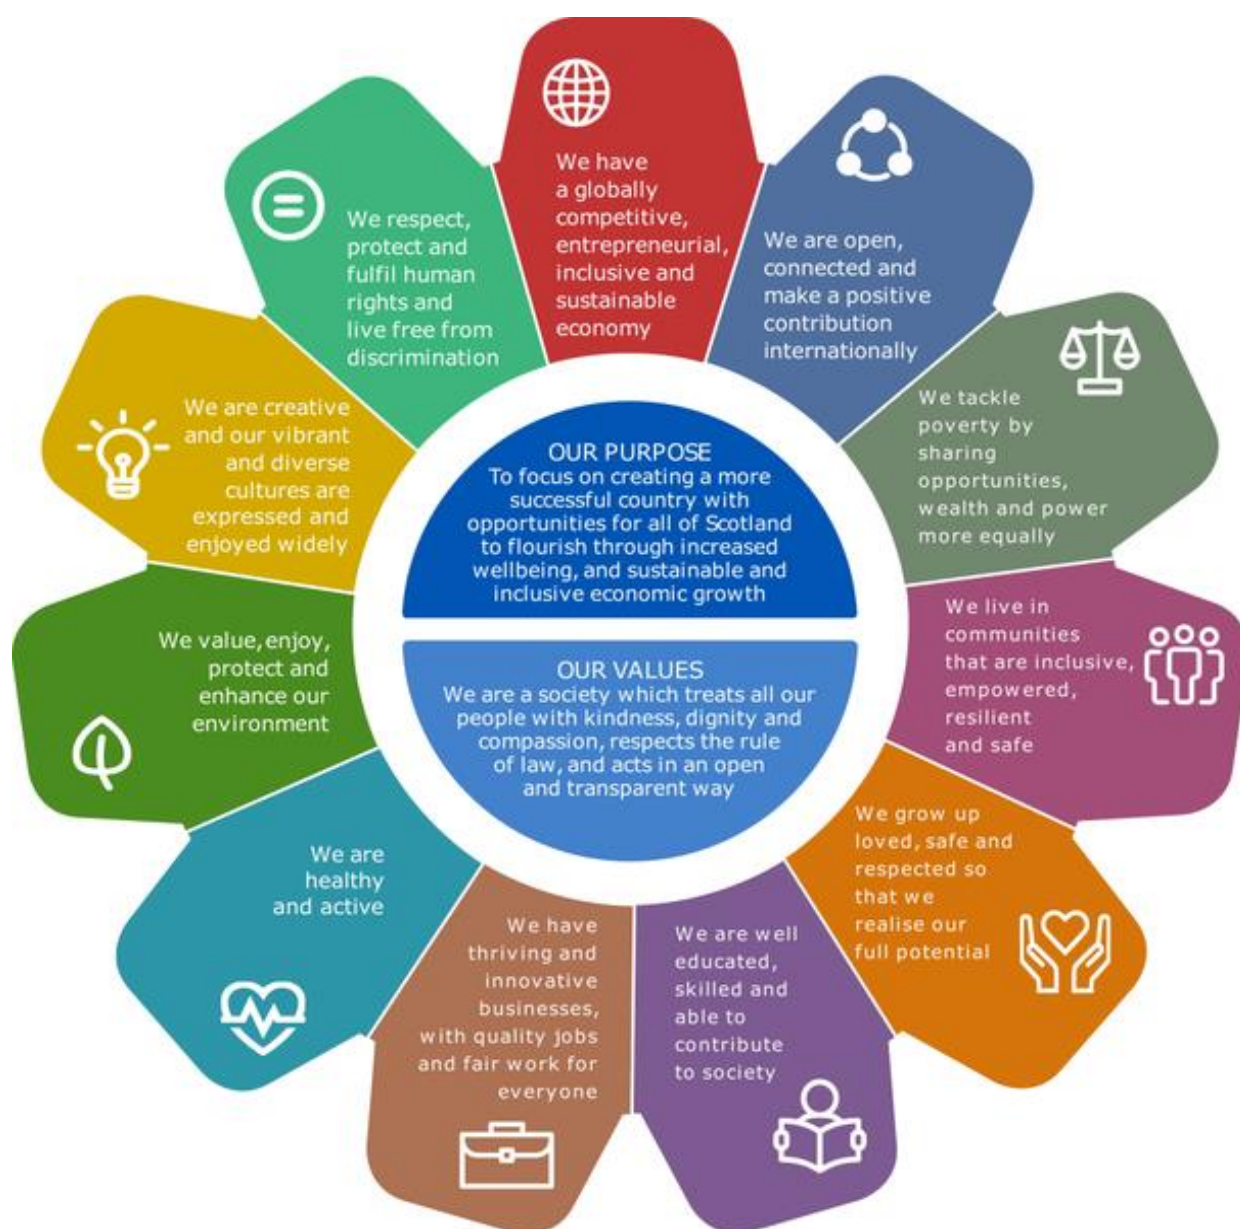 We have
a globally
competitive,
entrepreneurial,
inclusive and
sustainable
economy
We are open,
connected and
make a positive
contribution
internationally
We tackle
poverty by
sharing
opportunities,
wealth and power
more equally
We live in
communities
that are inclusive,
empowered,
resilient
and safe
We grow up
loved, safe and
respected so
that we
realise our
full potential
We are well
educated,
skilled and
able to
contribute
to society
We have
thriving and
innovative
businesses,
with quality jobs
and fair work for
everyone
We are
healthy
and active
We value, enjoy,
protect and
enhance our
environment
We are creative
and our vibrant
and diverse
cultures are
expressed and
enjoyed widely
We respect,
protect and
fulfil human
rights and
live free from
discrimination
OUR PURPOSE
To focus on creating a more
successful country with
opportunities for all of Scotland
to flourish through increased
wellbeing, and sustainable and
inclusive economic growth
OUR VALUES
We are a society which treats all our
people with kindness, dignity and
compassion, respects the rule
of law, and acts in an open
and transparent way